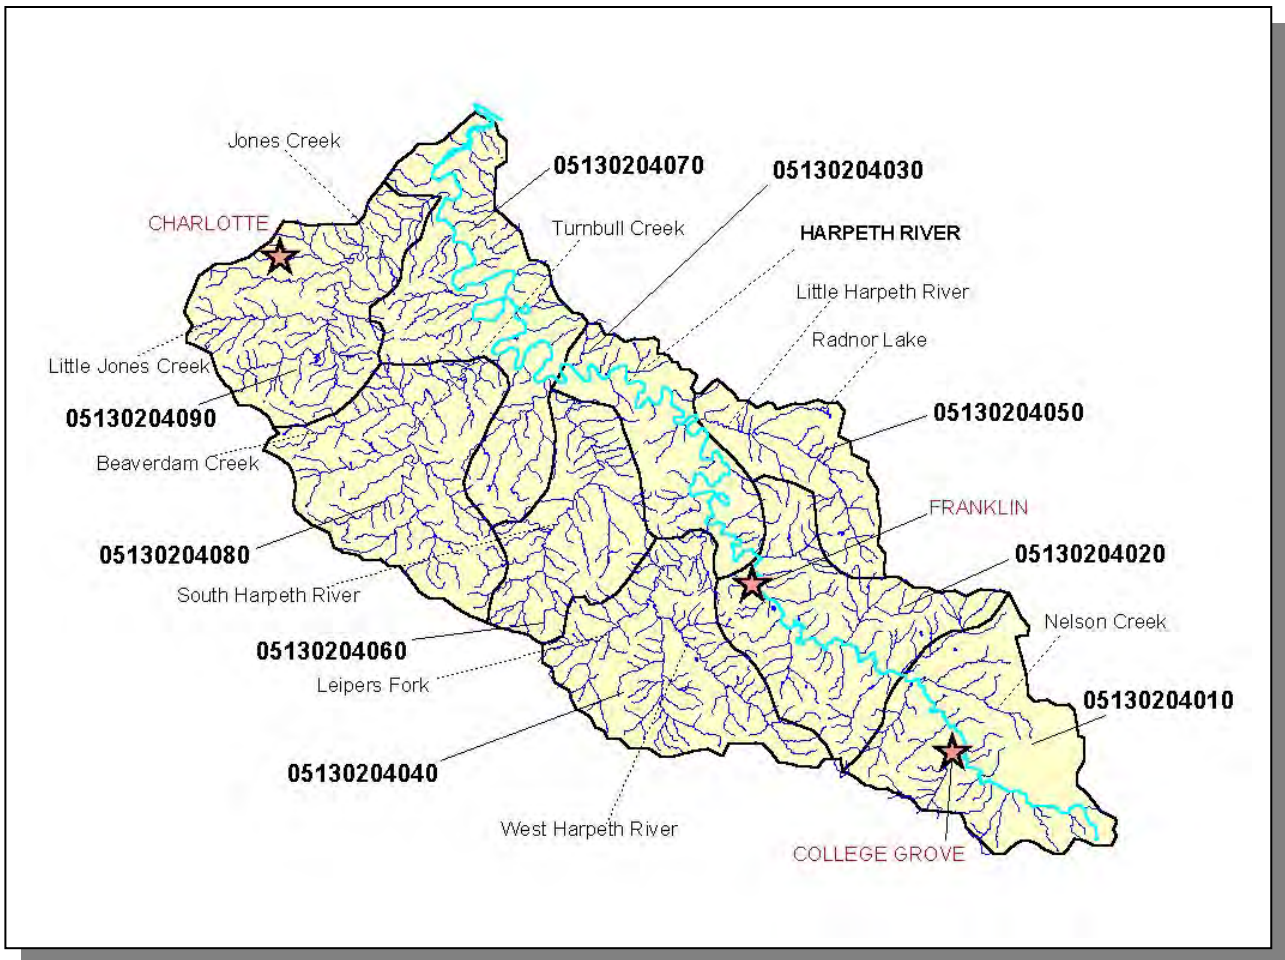 Jones Creek
05130204070
05130204030
CHARLOTTE
Turnbull Creek
HARPETH RIVER
Little Harpeth River
Radnor Lake
Little Jones Creek
05130204090
05130204050
Beaverdam Creek
FRANKLIN
05130204080
05130204020
South Harpeth River
Nelson Creek
05130204060
Leipers Fork
05130204010
05130204040
West Harpeth River
COLLEGE GROVE